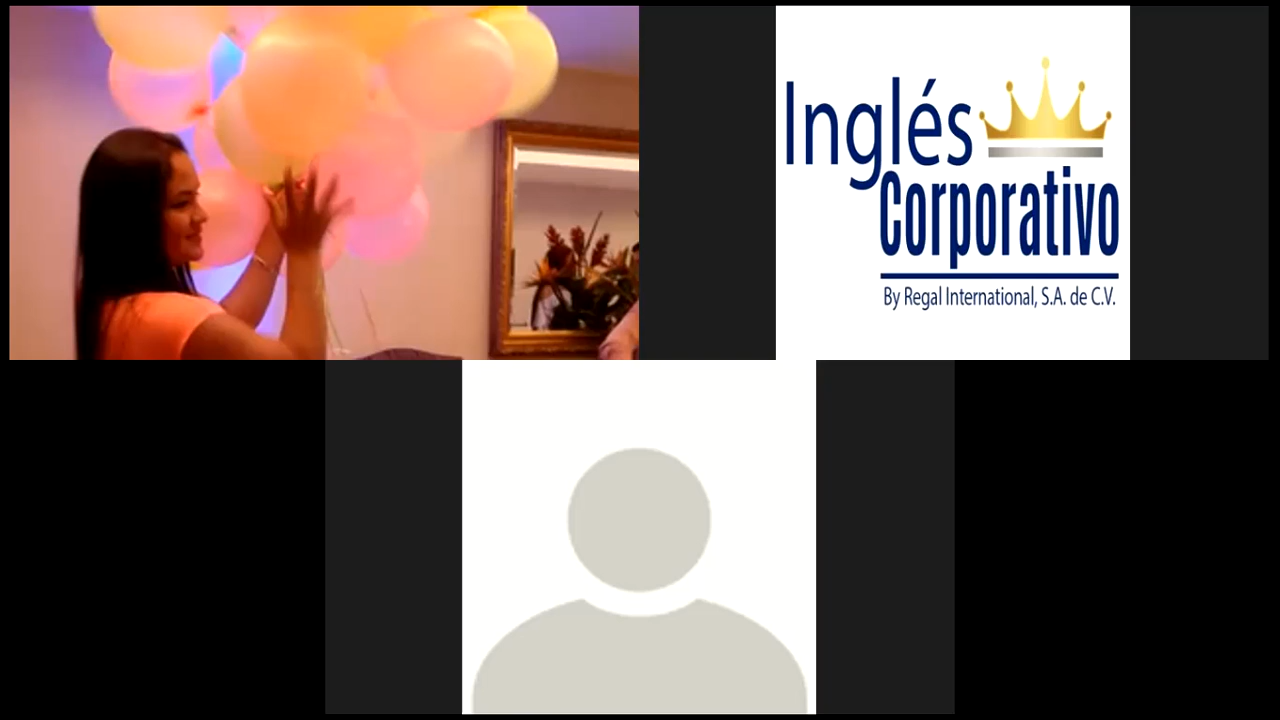 Inglés
Corporativo
By Regal International, S.A. de C.V.